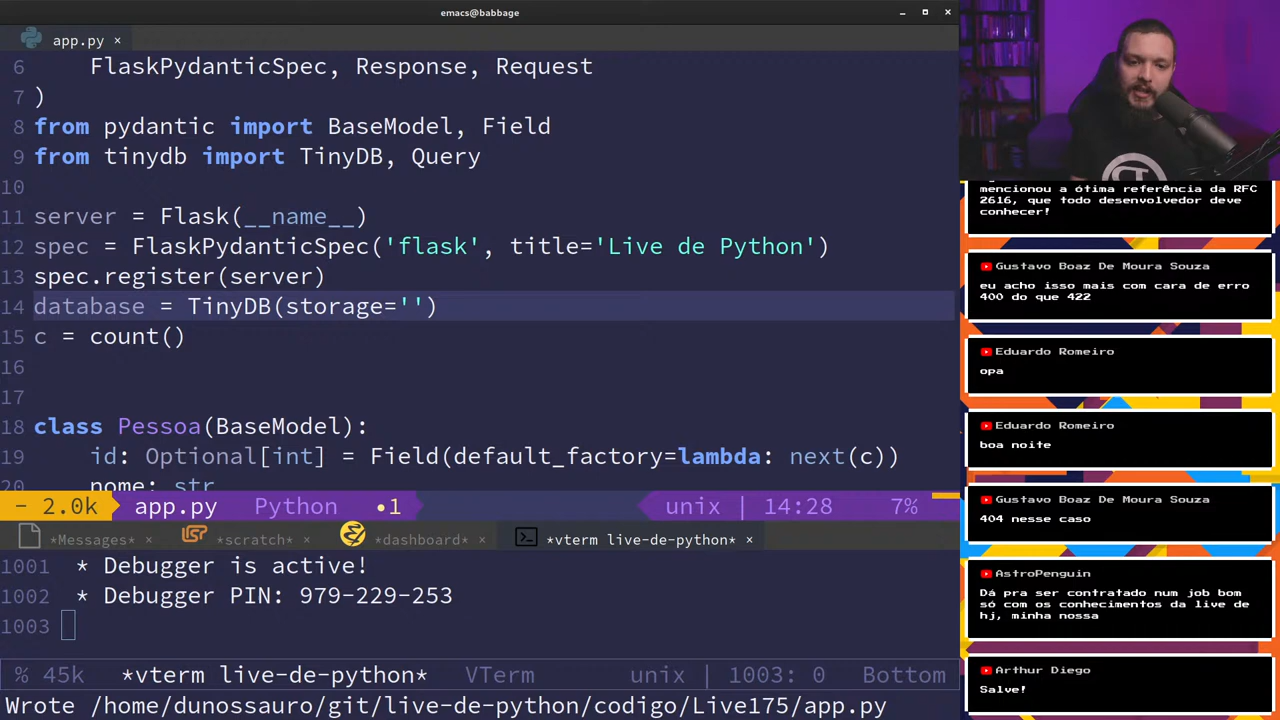 emacs@babbage
app.py ×
6 FlaskPydanticSpec, Response, Request
7 )
8 from pydantic import BaseModel, Field
9 from tinydb import TinyDB, Query
10
11 server = Flask(__name__)
12 spec = FlaskPydanticSpec('flask', title='Live de Python')
13 spec.register(server)
14 database = TinyDB(storage='')
15 c = count()
16
17
18 class Pessoa(BaseModel):
19 id: Optional[int] = Field(default_factory=lambda: next(c))
20 nome: str
- 2.0k app.py Python •1 unix | 14:28 7%
*Messages* × *scratch* × *dashboard* × *vterm live-de-python* ×
1001 * Debugger is active!
1002 * Debugger PIN: 979-229-253
1003
% 45k *vterm live-de-python* VTerm unix | 1003: 0 Bottom
Wrote /home/dunossauro/git/live-de-python/codigo/Live175/app.py
mencionou a ótima referência da RFC
2616, que todo desenvolvedor deve
conhecer!
Gustavo Boaz De Moura Souza
eu acho isso mais com cara de erro
400 do que 422
Eduardo Romeiro
opa
Eduardo Romeiro
boa noite
Gustavo Boaz De Moura Souza
404 nesse caso
AstroPenguin
Dá pra ser contratado num job bom
só com os conhecimentos da live de
hj, minha nossa
Arthur Diego
Salve!